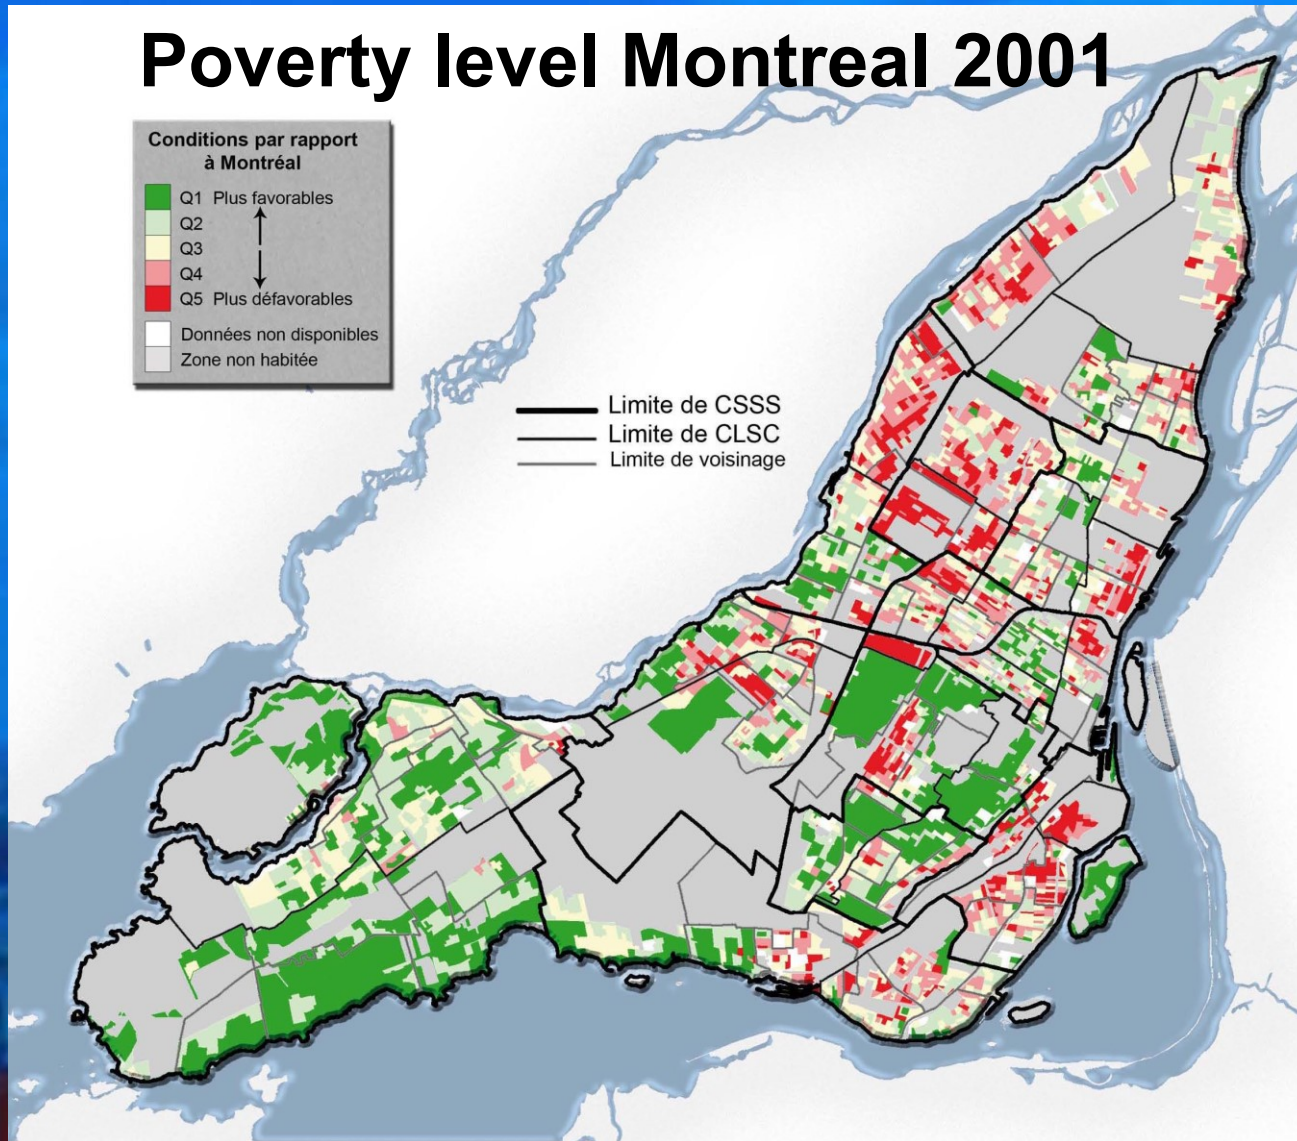 Poverty level Montreal 2001
Conditions par rapport
à Montréal
Q1 Plus favorables
Q2
Q3
Q4
Q5 Plus défavorables
Données non disponibles
Zone non habitée
Limite de CSSS
Limite de CLSC
Limite de voisinage